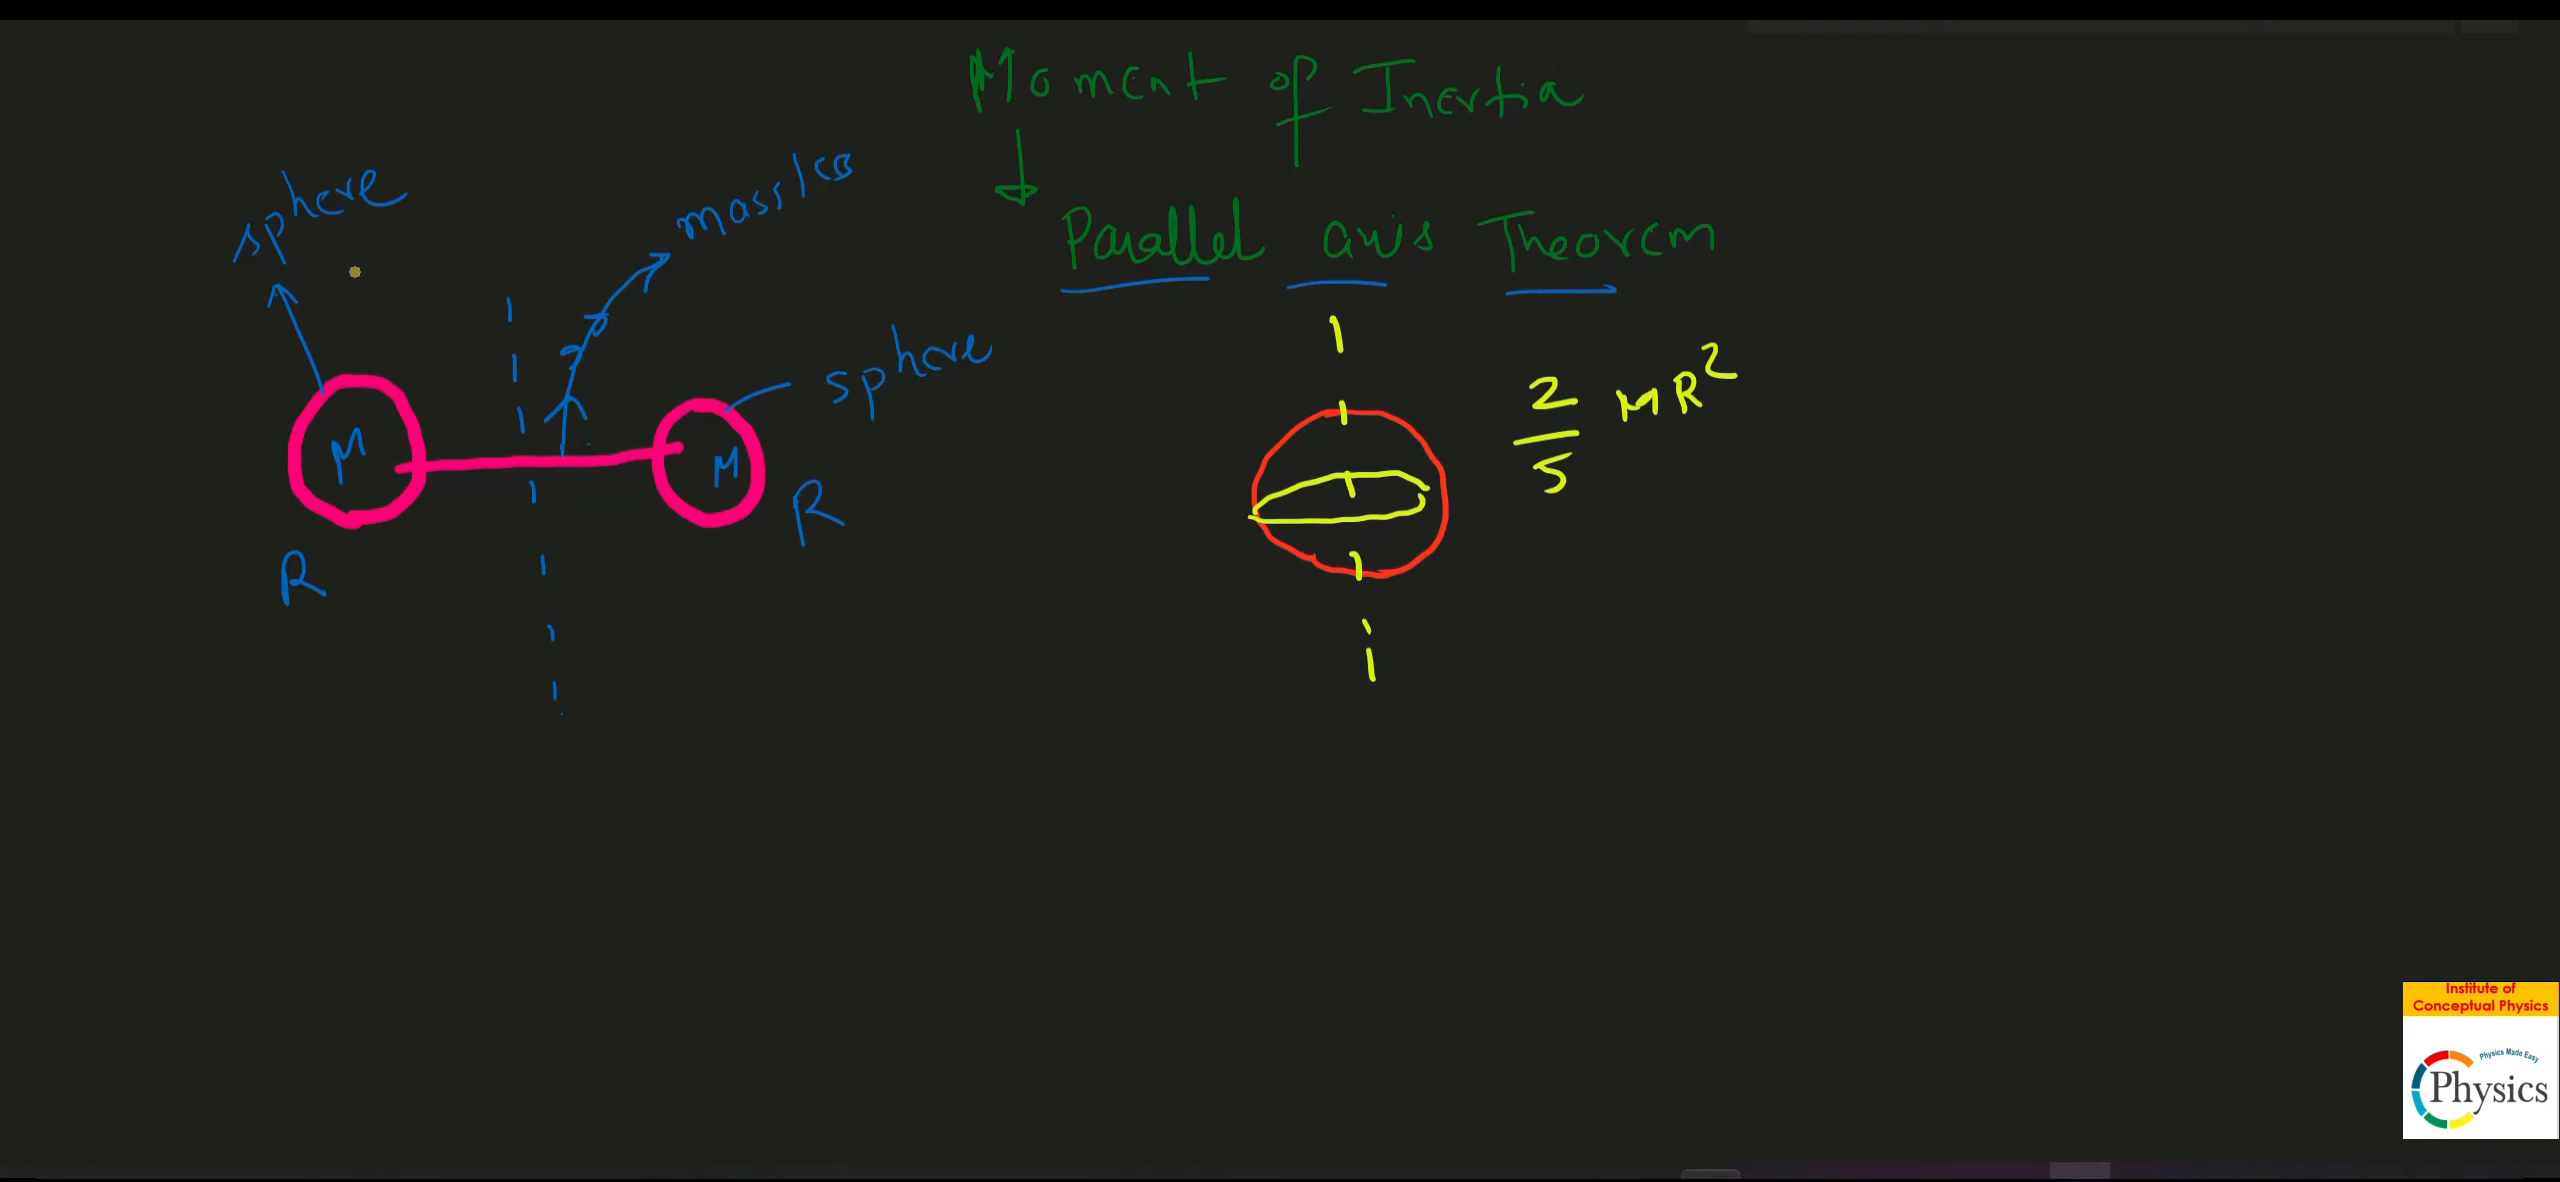 Moment of Inertia
Parallel axis Theorem
sphere
massles
sphere
M
M
R
R
2/5 MR²
Institute of
Conceptual Physics
Physics Made Easy
Physics